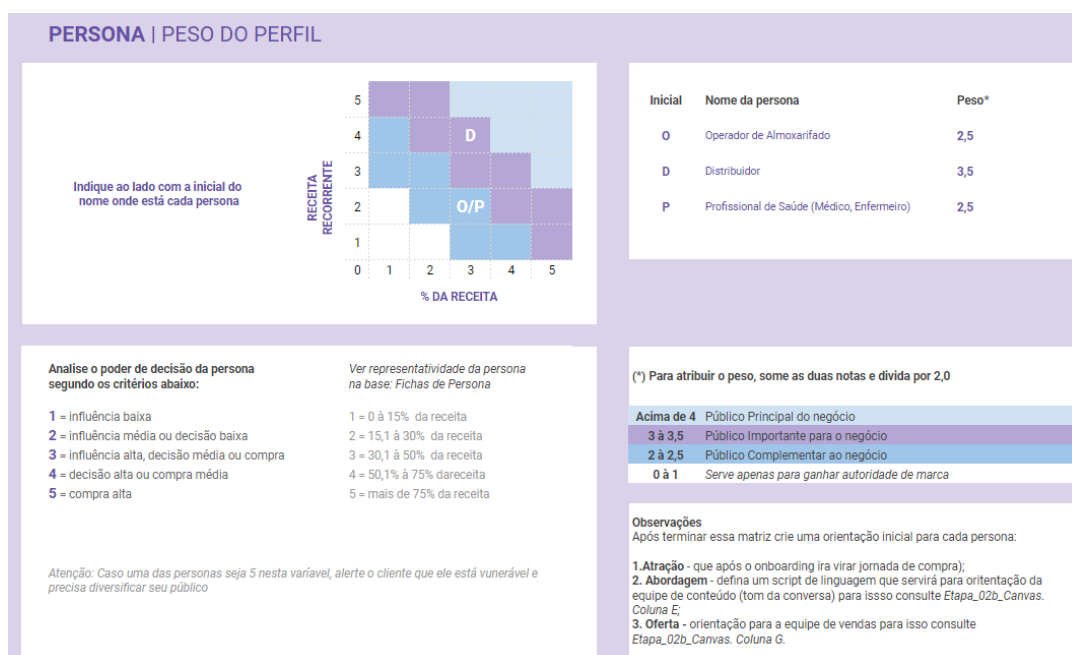 PERSONA | PESO DO PERFIL
Indique ao lado com a inicial do
nome onde está cada persona
RECEITA
RECORRENTE
5
4
D
3
2
O/P
1
0 1 2 3 4 5
% DA RECEITA
Inicial Nome da persona Peso*
O Operador de Almoxarifado 2,5
D Distribuidor 3,5
P Profissional de Saúde (Médico, Enfermeiro) 2,5
Analise o poder de decisão da persona
segundo os critérios abaixo:
1 = influência baixa
2 = influência média ou decisão baixa
3 = influência alta, decisão média ou compra
4 = decisão alta ou compra média
5 = compra alta
Ver representatividade da persona
na base: Fichas de Persona
1 = 0 à 15% da receita
2 = 15,1 à 30% da receita
3 = 30,1 à 50% da receita
4 = 50,1% à 75% dareceita
5 = mais de 75% da receita
Atenção: Caso uma das personas seja 5 nesta varíavel, alerte o cliente que ele está vunerável e
precisa diversificar seu público
(*) Para atribuir o peso, some as duas notas e divida por 2,0
Acima de 4 Público Principal do negócio
3 à 3,5 Público Importante para o negócio
2 à 2,5 Público Complementar ao negócio
0 à 1 Serve apenas para ganhar autoridade de marca
Observações
Após terminar essa matriz crie uma orientação inicial para cada persona:
1.Atração - que após o onboarding ira virar jornada de compra);
2. Abordagem - defina um script de linguagem que servirá para oritentação da
equipe de conteúdo (tom da conversa) para issso consulte Etapa_02b_Canvas.
Coluna E;
3. Oferta - orientação para a equipe de vendas para isso consulte
Etapa_02b_Canvas. Coluna G.